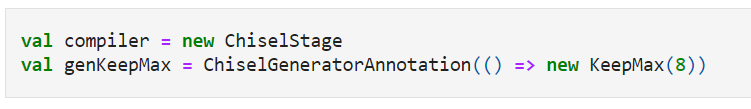 val compiler = new ChiselStage
val genKeepMax = ChiselGeneratorAnnotation(() => new KeepMax(8))